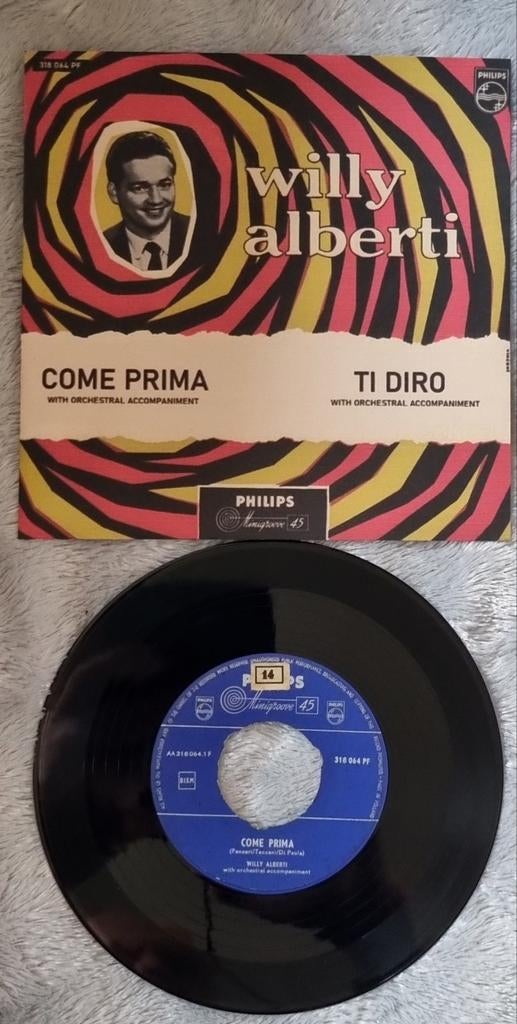 318 064 PF
PHILIPS
willy
alberti
COME PRIMA
WITH ORCHESTRAL ACCOMPANIMENT
TI DIRO
WITH ORCHESTRAL ACCOMPANIMENT
PHILIPS
Minigroove 45
14
Minigroove 45
PHILIPS
PHILIPS
AA 318 064.1 F
318 064 PF
BIEM
COME PRIMA
(Panzeri/Taccani/Di Paola)
WILLY ALBERTI
with orchestral accompaniment